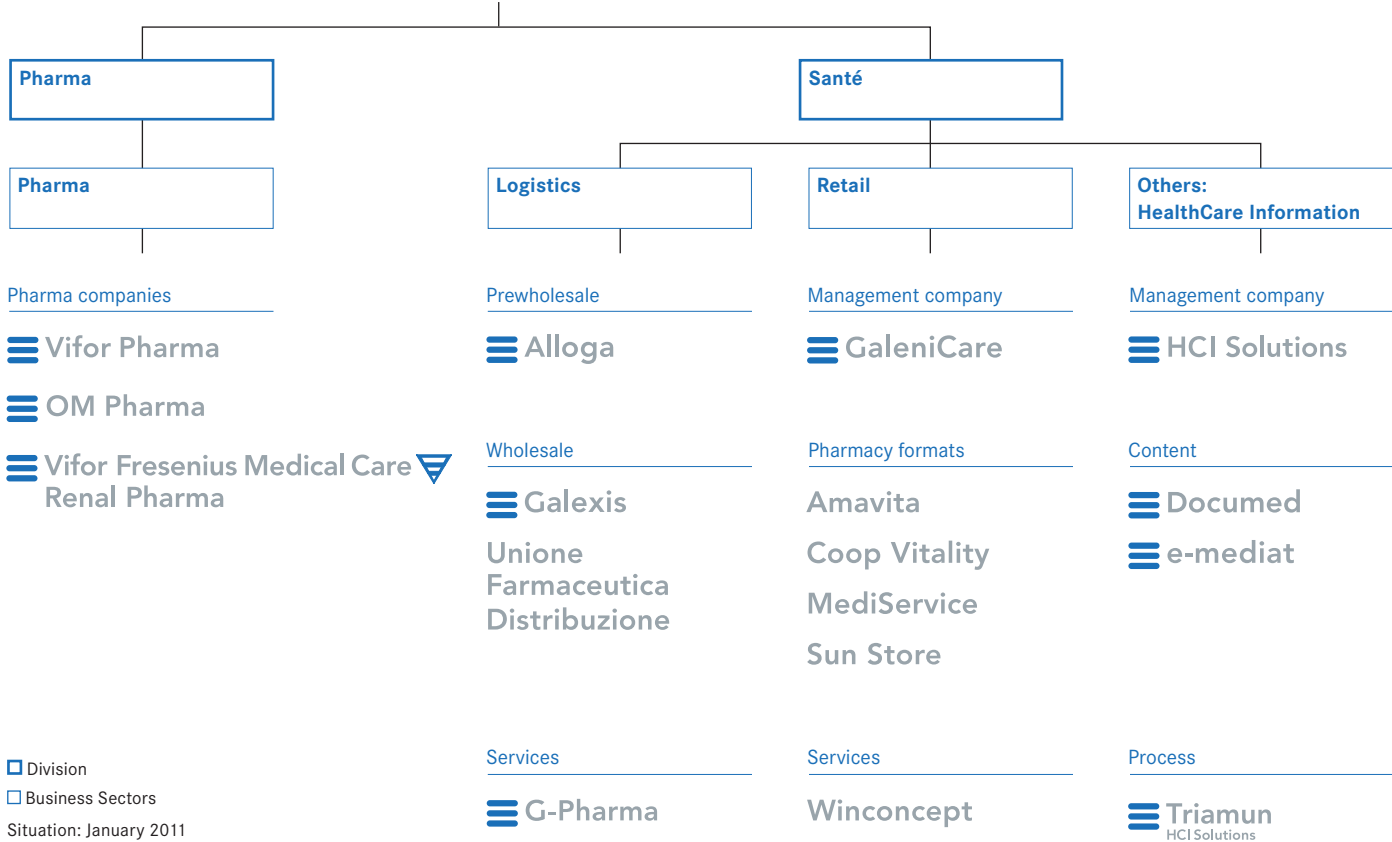 Pharma
Santé
Pharma
Logistics
Retail
Others:
HealthCare Information
Pharma companies
Vifor Pharma
OM Pharma
Vifor Fresenius Medical Care
Renal Pharma
Prewholesale
Alloga
Wholesale
Galexis
Unione
Farmaceutica
Distribuzione
Services
G-Pharma
Management company
GaleniCare
Pharmacy formats
Amavita
Coop Vitality
MediService
Sun Store
Services
Winconcept
Management company
HCI Solutions
Content
Documed
e-mediat
Process
Triamun
HCI Solutions
Division
Business Sectors
Situation: January 2011